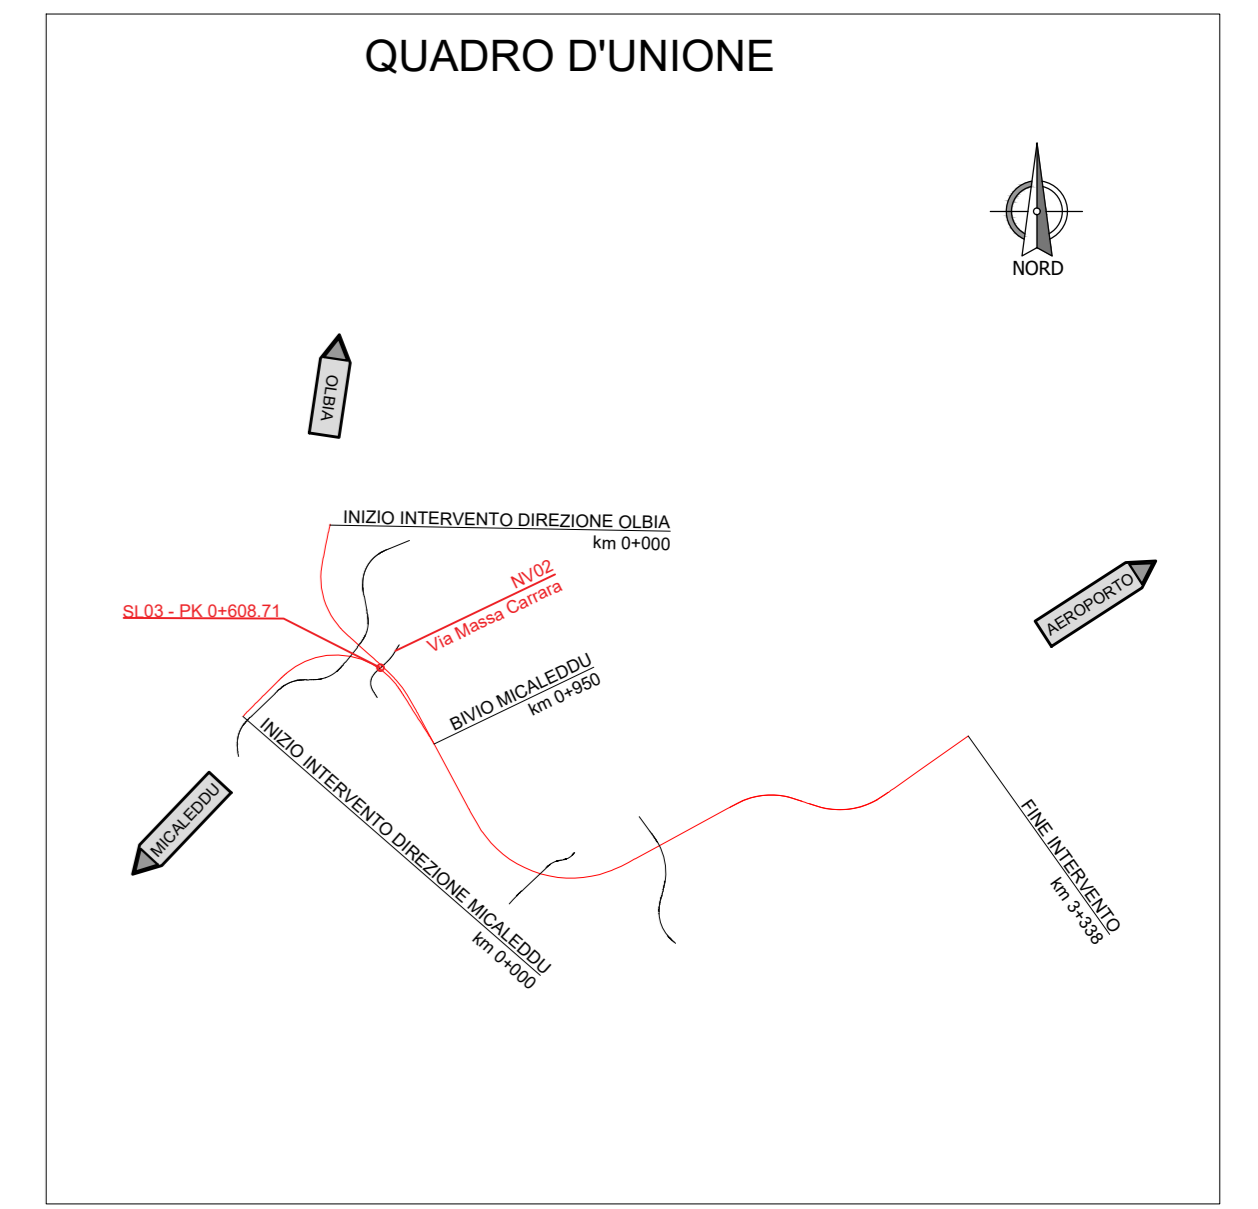 QUADRO D'UNIONE
NORD
OLBIA
INIZIO INTERVENTO DIREZIONE OLBIA
km 0+000
NV02
Via Massa Carrara
SL03 - PK 0+608.71
AEROPORTO
BIVIO MICALEDDU
km 0+950
MICALEDDU
INIZIO INTERVENTO DIREZIONE MICALEDDU
km 0+000
FINE INTERVENTO
km 3+338